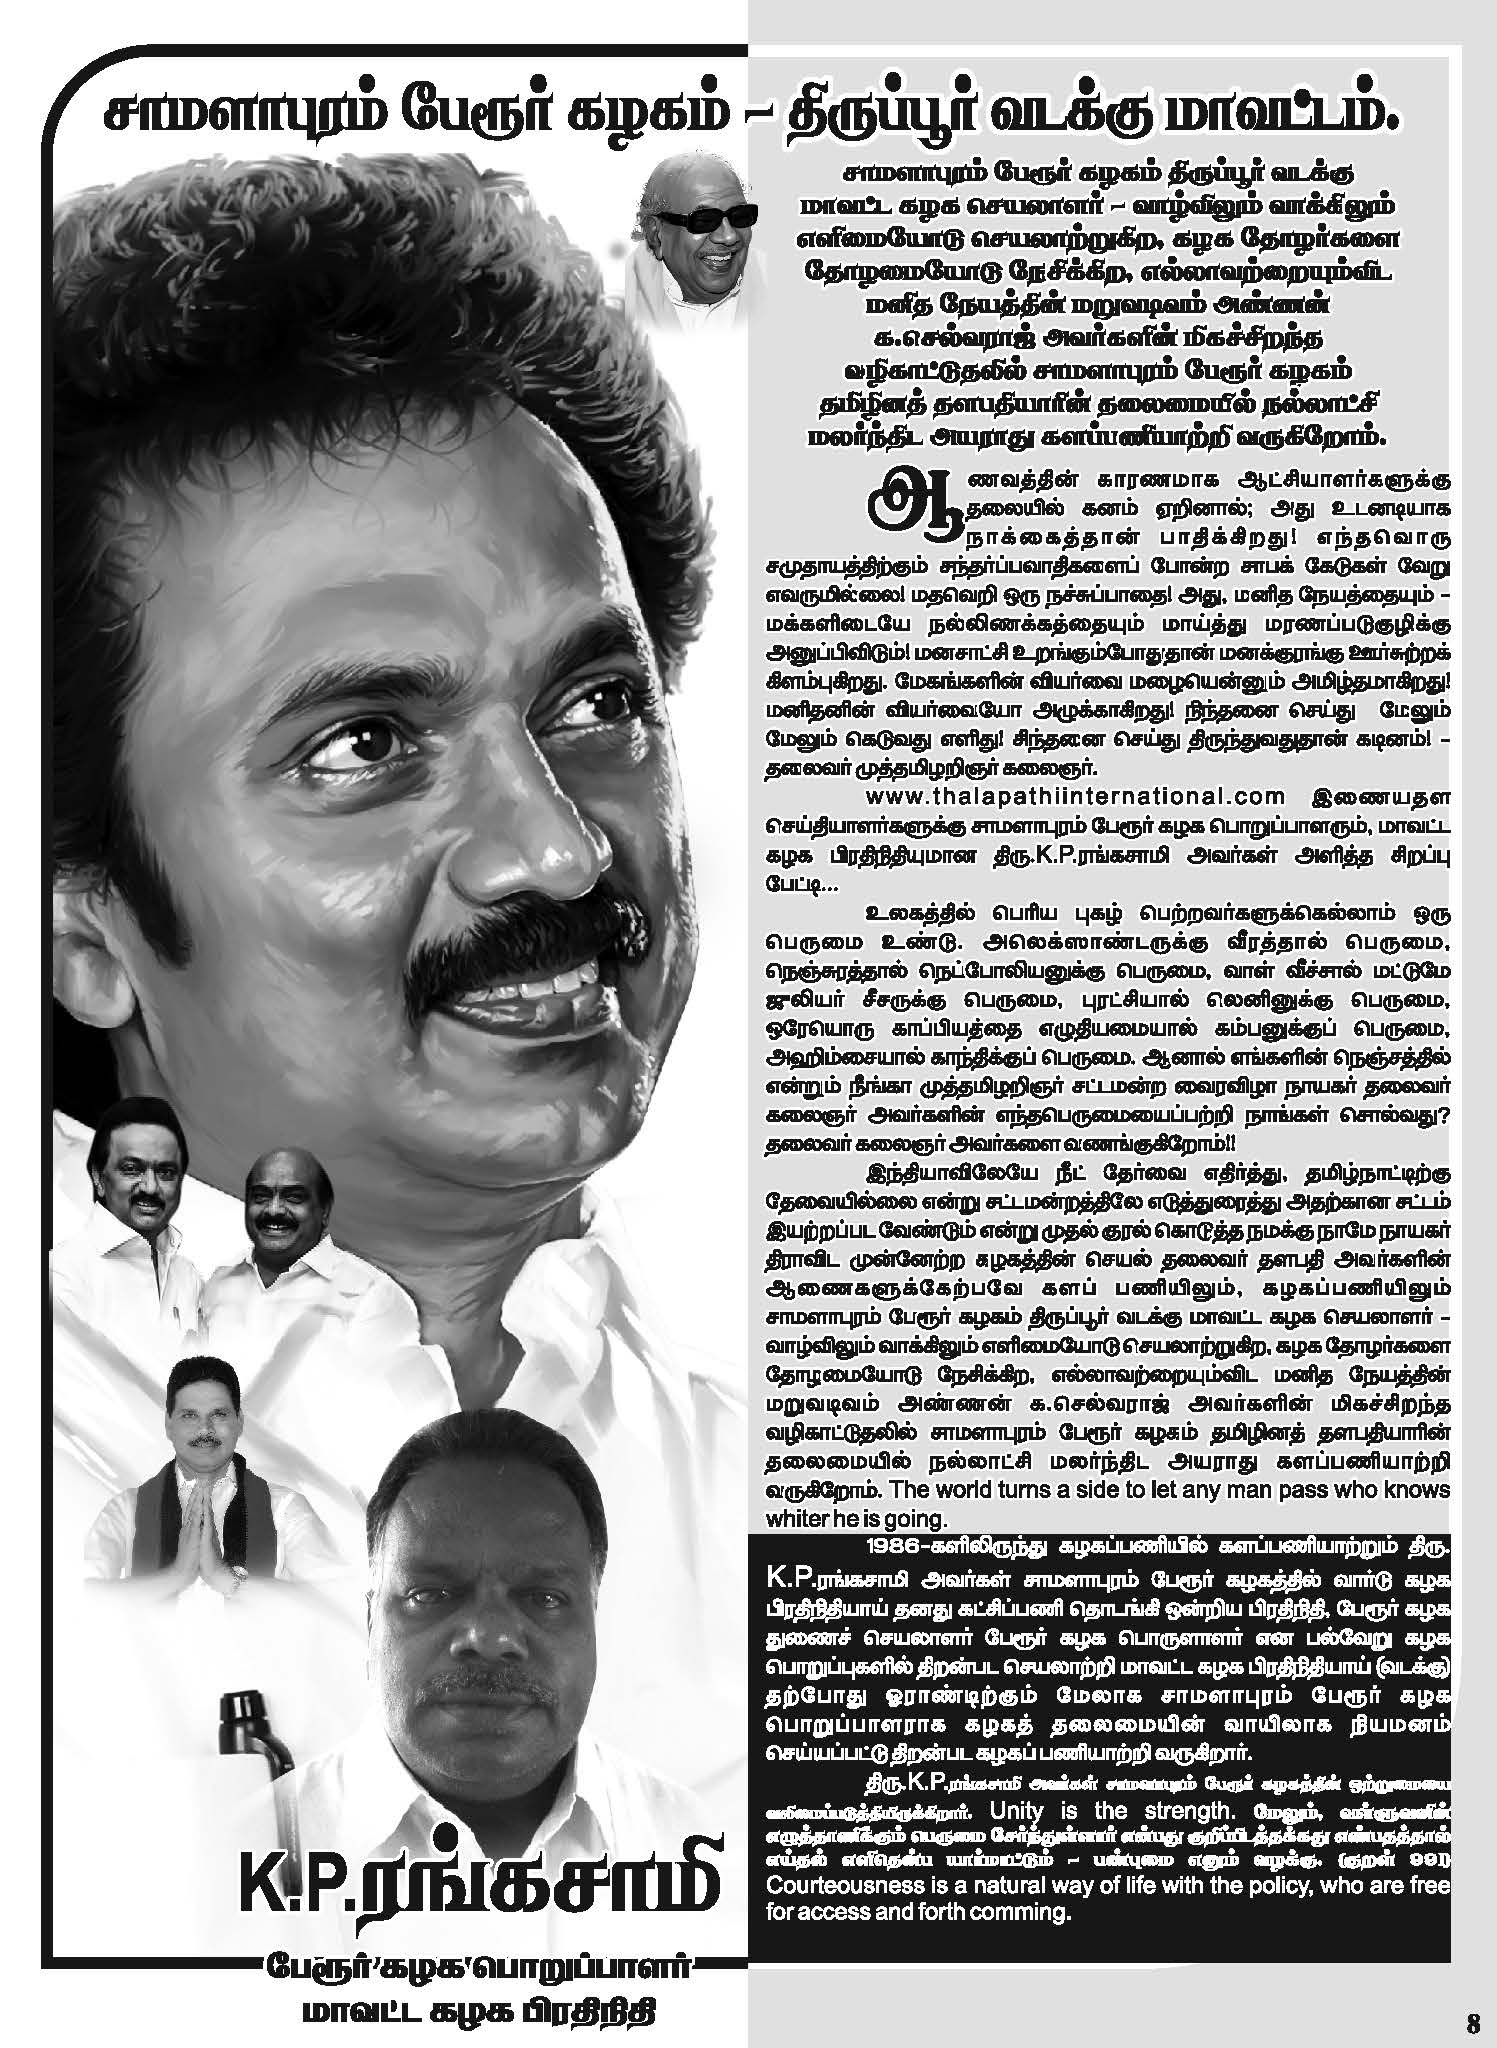 சாமளாபுரம் பேரூர் கழகம் – திருப்பூர் வடக்கு மாவட்டம்.
சாமளாபுரம் பேரூர் கழகம் திருப்பூர் வடக்கு
மாவட்ட கழக செயலாளர் – வாழ்விலும் வாக்கிலும்
எளிமையோடு செயலாற்றுகிற, கழக தோழர்களை
தோழமையோடு நேசிக்கிற, எல்லாவற்றையும்விட
மனித நேயத்தின் மறுவடிவம் அண்ணன்
க.செல்வராஜ் அவர்களின் மிகச்சிறந்த
வழிகாட்டுதலில் சாமளாபுரம் பேரூர் கழகம்
தமிழினத் தளபதியாரின் தலைமையில் நல்லாட்சி
மலர்ந்திட அயராது களப்பணியாற்றி வருகிறோம்.
ஆணவத்தின் காரணமாக ஆட்சியாளர்களுக்கு
தலையில் கனம் ஏறினால்; அது உடனடியாக
நாக்கைத்தான் பாதிக்கிறது! எந்தவொரு
சமுதாயத்திற்கும் சந்தர்ப்பவாதிகளைப் போன்ற சாபக் கேடுகள் வேறு
எவருமில்லை! மதவெறி ஒரு நச்சுப்பாதை! அது, மனித நேயத்தையும் –
மக்களிடையே நல்லிணக்கத்தையும் மாய்த்து மரணப்படுகுழிக்கு
அனுப்பிவிடும்! மனசாட்சி உறங்கும்போதுதான் மனக்குரங்கு ஊர்சுற்றக்
கிளம்புகிறது. மேகங்களின் வியர்வை மழையென்னும் அமிழ்தமாகிறது!
மனிதனின் வியர்வையோ அழுக்காகிறது! நிந்தனை செய்து மேலும்
மேலும் கெடுவது எளிது! சிந்தனை செய்து திருந்துவதுதான் கடினம்! –
தலைவர் முத்தமிழறிஞர் கலைஞர்.
www.thalapathiinternational.com இணையதள
செய்தியாளர்களுக்கு சாமளாபுரம் பேரூர் கழக பொறுப்பாளரும், மாவட்ட
கழக பிரதிநிதியுமான திரு.K.P.ரங்கசாமி அவர்கள் அளித்த சிறப்பு
பேட்டி...
உலகத்தில் பெரிய புகழ் பெற்றவர்களுக்கெல்லாம் ஒரு
பெருமை உண்டு. அலெக்ஸாண்டருக்கு வீரத்தால் பெருமை,
நெஞ்சுரத்தால் நெப்போலியனுக்கு பெருமை, வாள் வீச்சால் மட்டுமே
ஜுலியர் சீசருக்கு பெருமை, புரட்சியால் லெனினுக்கு பெருமை,
ஒரேயொரு காப்பியத்தை எழுதியமையால் கம்பனுக்குப் பெருமை,
அஹிம்சையால் காந்திக்குப் பெருமை. ஆனால் எங்களின் நெஞ்சத்தில்
என்றும் நீங்கா முத்தமிழறிஞர் சட்டமன்ற வைரவிழா நாயகர் தலைவர்
கலைஞர் அவர்களின் எந்தபெருமையைப்பற்றி நாங்கள் சொல்வது?
தலைவர் கலைஞர் அவர்களை வணங்குகிறோம்!!
இந்தியாவிலேயே நீட் தேர்வை எதிர்த்து, தமிழ்நாட்டிற்கு
தேவையில்லை என்று சட்டமன்றத்திலே எடுத்துரைத்து அதற்கான சட்டம்
இயற்றப்பட வேண்டும் என்று முதல் குரல் கொடுத்த நமக்கு நாமே நாயகர்
திராவிட முன்னேற்ற கழகத்தின் செயல் தலைவர் தளபதி அவர்களின்
ஆணைகளுக்கேற்பவே களப் பணியிலும், கழகப்பணியிலும்
சாமளாபுரம் பேரூர் கழகம் திருப்பூர் வடக்கு மாவட்ட கழக செயலாளர் –
வாழ்விலும் வாக்கிலும் எளிமையோடு செயலாற்றுகிற, கழக தோழர்களை
தோழமையோடு நேசிக்கிற, எல்லாவற்றையும்விட மனித நேயத்தின்
மறுவடிவம் அண்ணன் க.செல்வராஜ் அவர்களின் மிகச்சிறந்த
வழிகாட்டுதலில் சாமளாபுரம் பேரூர் கழகம் தமிழினத் தளபதியாரின்
தலைமையில் நல்லாட்சி மலர்ந்திட அயராது களப்பணியாற்றி
வருகிறோம். The world turns a side to let any man pass who knows
whiter he is going.
1986-களிலிருந்து கழகப்பணியில் களப்பணியாற்றும் திரு.
K.P.ரங்கசாமி அவர்கள் சாமளாபுரம் பேரூர் கழகத்தில் வார்டு கழக
பிரதிநிதியாய் தனது கட்சிப்பணி தொடங்கி ஒன்றிய பிரதிநிதி, பேரூர் கழக
துணைச் செயலாளர் பேரூர் கழக பொருளாளர் என பல்வேறு கழக
பொறுப்புகளில் திறன்பட செயலாற்றி மாவட்ட கழக பிரதிநிதியாய் (வடக்கு)
தற்போது ஓராண்டிற்கும் மேலாக சாமளாபுரம் பேரூர் கழக
பொறுப்பாளராக கழகத் தலைமையின் வாயிலாக நியமனம்
செய்யப்பட்டு திறன்பட கழகப் பணியாற்றி வருகிறார்.
திரு.K.P.ரங்கசாமி அவர்கள் சாமளாபுரம் பேரூர் கழகத்தின் ஒற்றுமையை
வலிமைப்படுத்தியிருக்கிறார். Unity is the strength. மேலும், வள்ளுவனின்
எழுத்தாணிக்கும் பெருமை சேர்த்துள்ளார் என்பது குறிப்பிடத்தக்கது எண்பதத்தால்
எய்தல் எளிதென்ப யார்மாட்டும் – பண்புமை எனும் வழக்கு. (குறள் 991)
Courteousness is a natural way of life with the policy, who are free
for access and forth comming.
K.P.ரங்கசாமி
பேரூர் கழக பொறுப்பாளர்
மாவட்ட கழக பிரதிநிதி
8